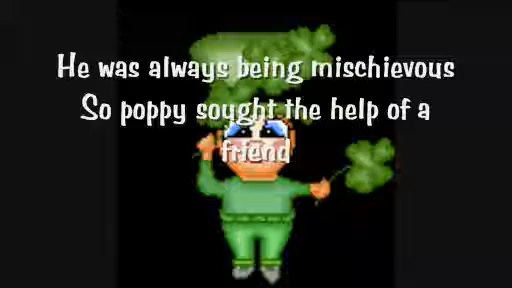 He was always being mischievous
So poppy sought the help of a
friend